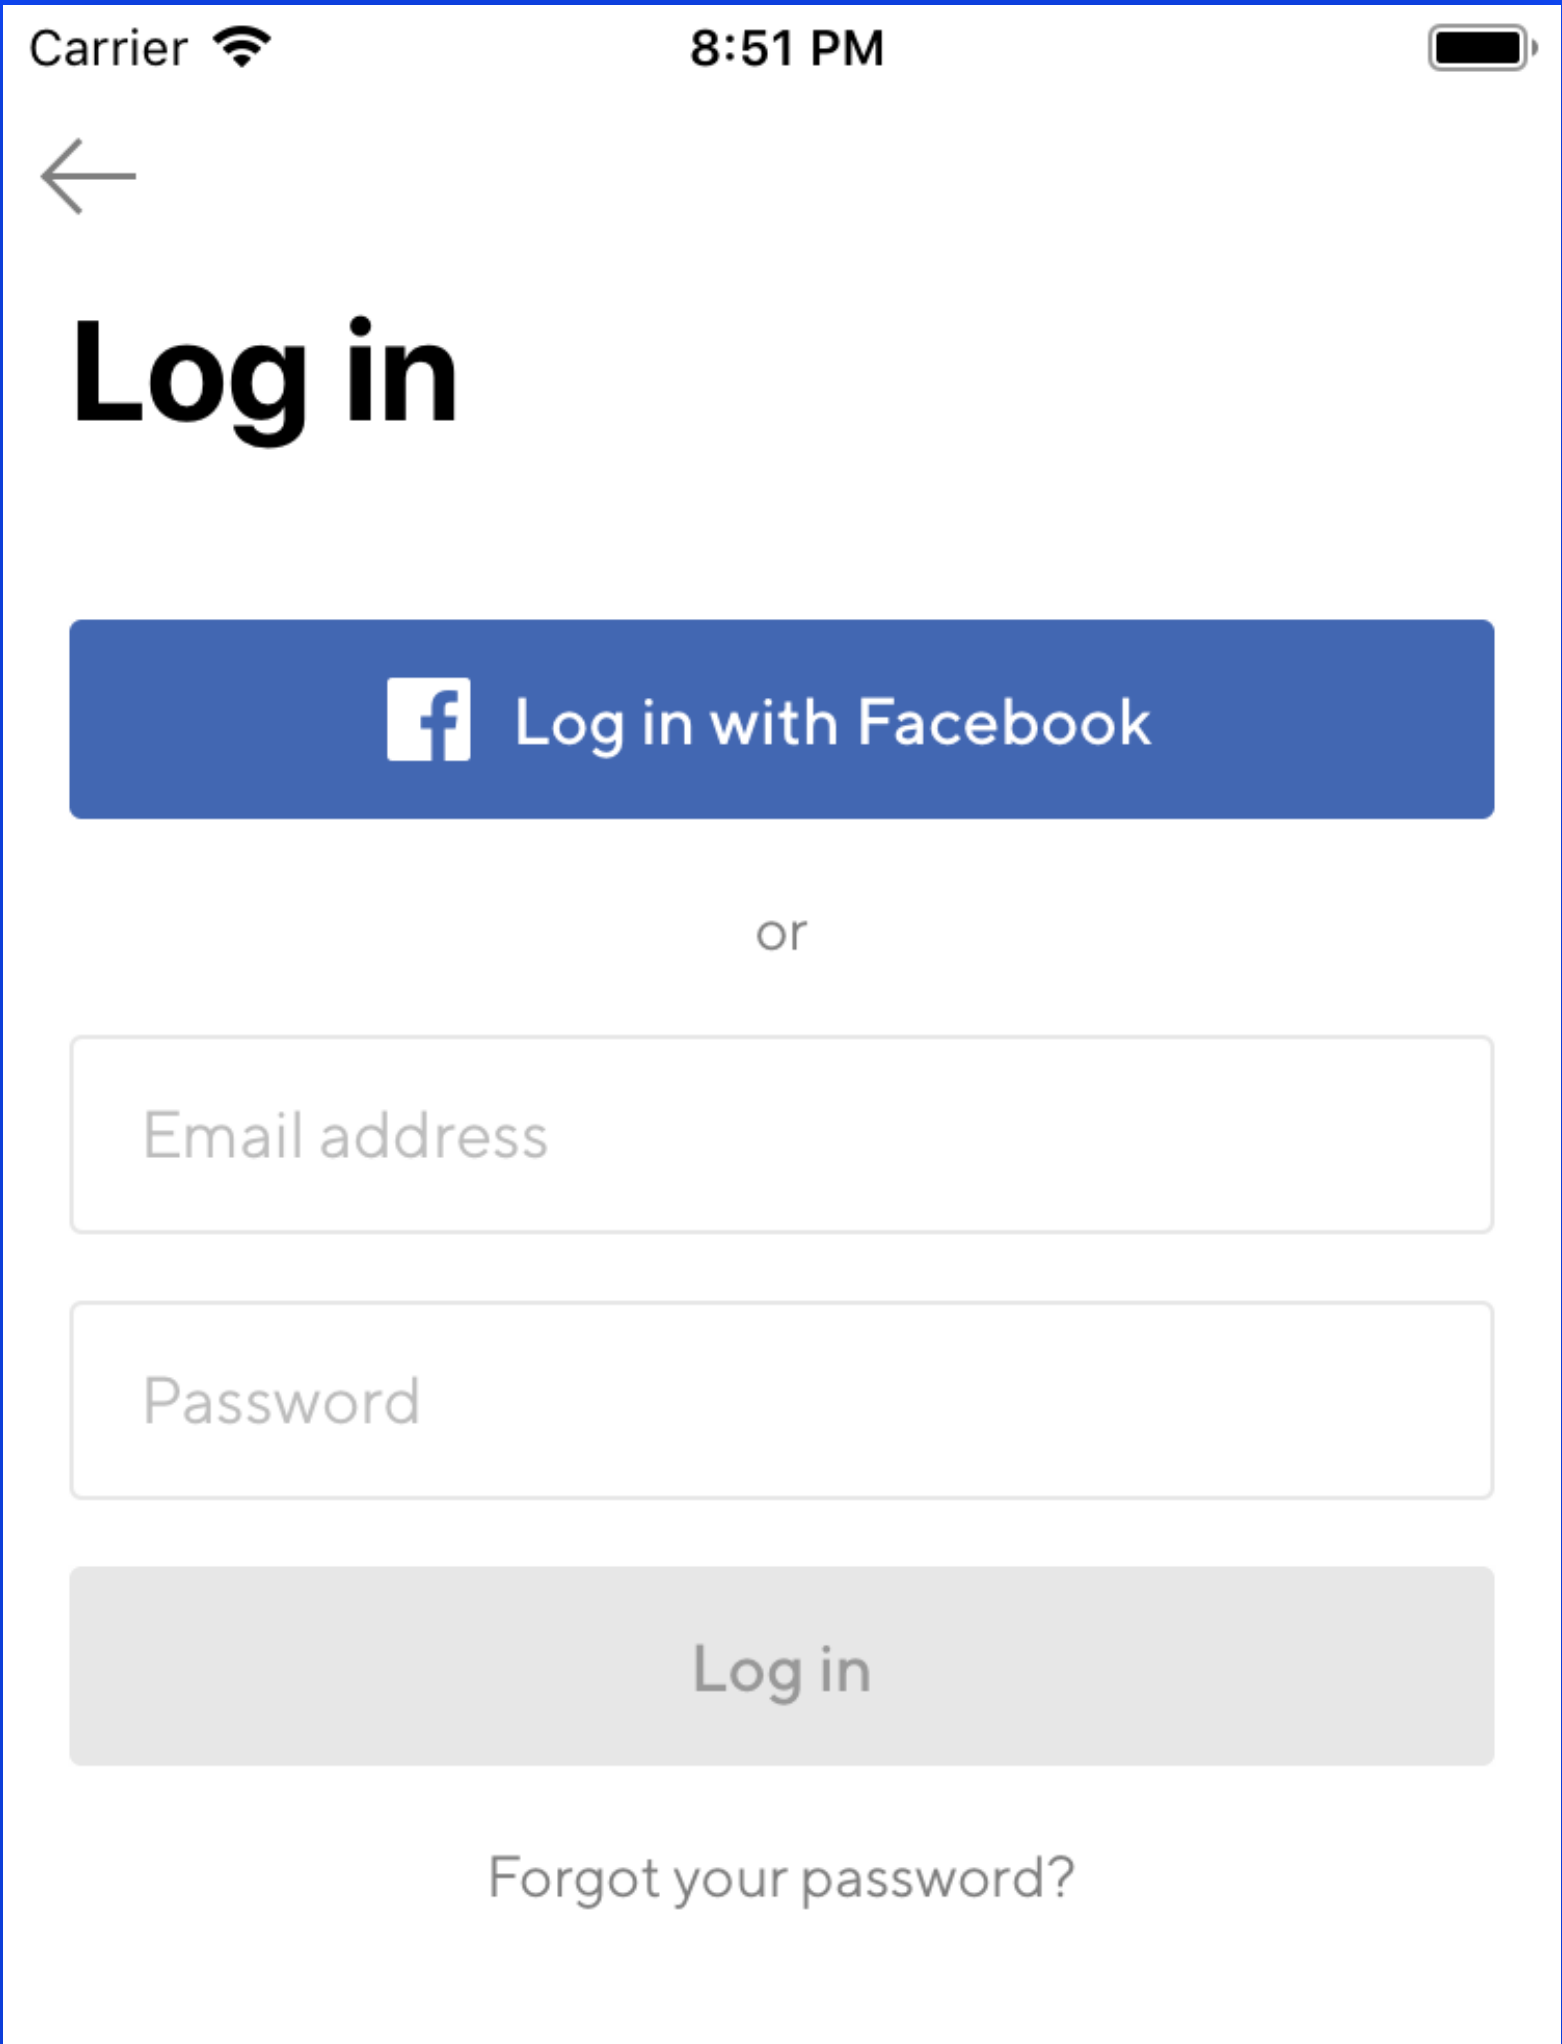 Carrier 8:51 PM
Log in
Log in with Facebook
or
Email address
Password
Log in
Forgot your password?